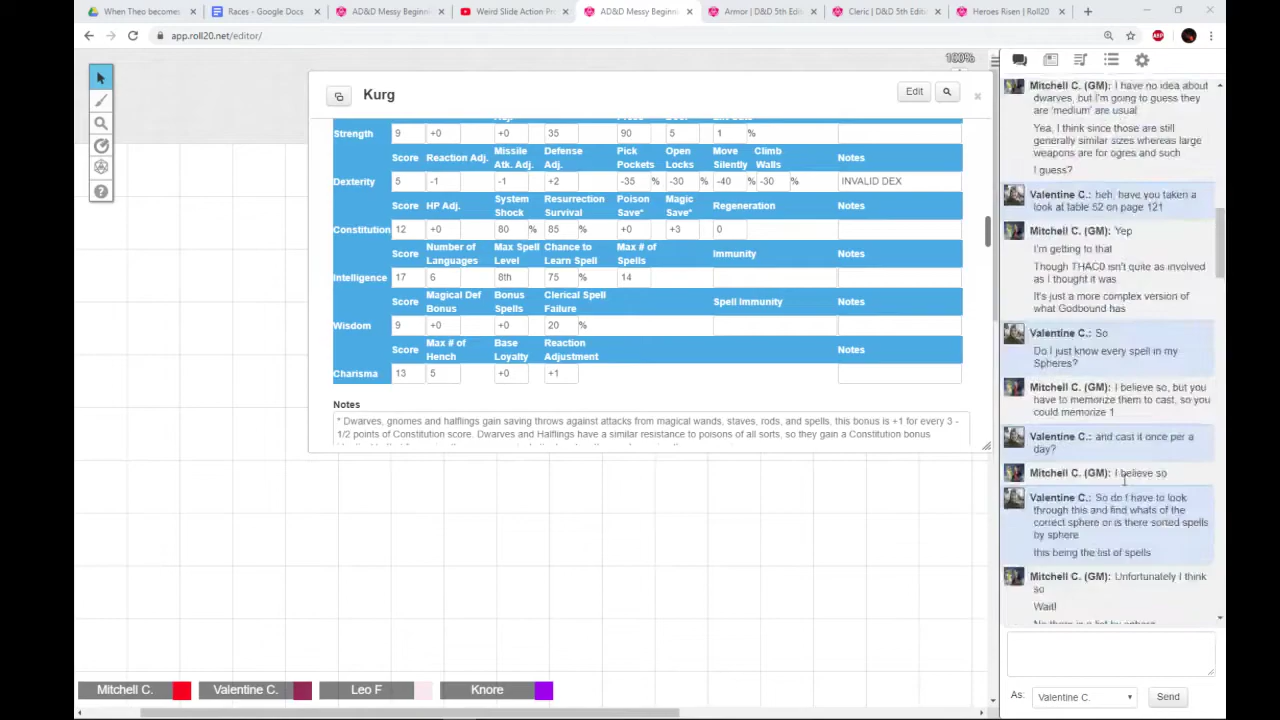 When Theo becomes
Races - Google Docs
AD&D Messy Beginni
Weird Slide Action Pr
AD&D Messy Beginni
Armor | D&D 5th Edi
Cleric | D&D 5th Edi
Heroes Risen | Roll20
app.roll20.net/editor/
ABP
100%
Kurg
Edit
Strength 9 +0 +0 35 90 5 1 %
Score Reaction Adj. Missile Atk. Adj. Defense Adj. Pick Pockets Open Locks Move Silently Climb Walls Notes
Dexterity 5 -1 -1 +2 -35 % -30 % -40 % -30 % INVALID DEX
Score HP Adj. System Shock Resurrection Survival Poison Save* Magic Save* Regeneration Notes
Constitution 12 +0 80 % 85 % +0 +3 0
Number of Languages Max Spell Level Chance to Learn Spell Max # of Spells Immunity Notes
Score
Intelligence 17 6 8th 75 % 14
Score Magical Def Bonus Bonus Spells Clerical Spell Failure Spell Immunity Notes
Wisdom 9 +0 +0 20 %
Score Max # of Hench Base Loyalty Reaction Adjustment Notes
Charisma 13 5 +0 +1
Notes
* Dwarves, gnomes and halflings gain saving throws against attacks from magical wands, staves, rods, and spells, this bonus is +1 for every 3 -
1/2 points of Constitution score. Dwarves and Halflings have a similar resistance to poisons of all sorts, so they gain a Constitution bonus
Mitchell C. (GM): I have no idea about
dwarves, but I'm going to guess they
are 'medium' are usual
Yea, I think since those are still
generally similar sizes whereas large
weapons are for ogres and such
I guess?
Valentine C.: heh, have you taken a
look at table 52 on page 121
Mitchell C. (GM): Yep
I'm getting to that
Though THAC0 isn't quite as involved
as I thought it was
It's just a more complex version of
what Godbound has
Valentine C.: So
Do I just know every spell in my
Spheres?
Mitchell C. (GM): I believe so, but you
have to memorize them to cast, so you
could memorize 1
Valentine C.: and cast it once per a
day?
Mitchell C. (GM): I believe so
Valentine C.: So do I have to look
through this and find whats of the
correct sphere or is there sorted spells
by sphere
this being the list of spells
Mitchell C. (GM): Unfortunately I think
so
Wait!
As: Valentine C. Send
Mitchell C.
Valentine C.
Leo F
Knore